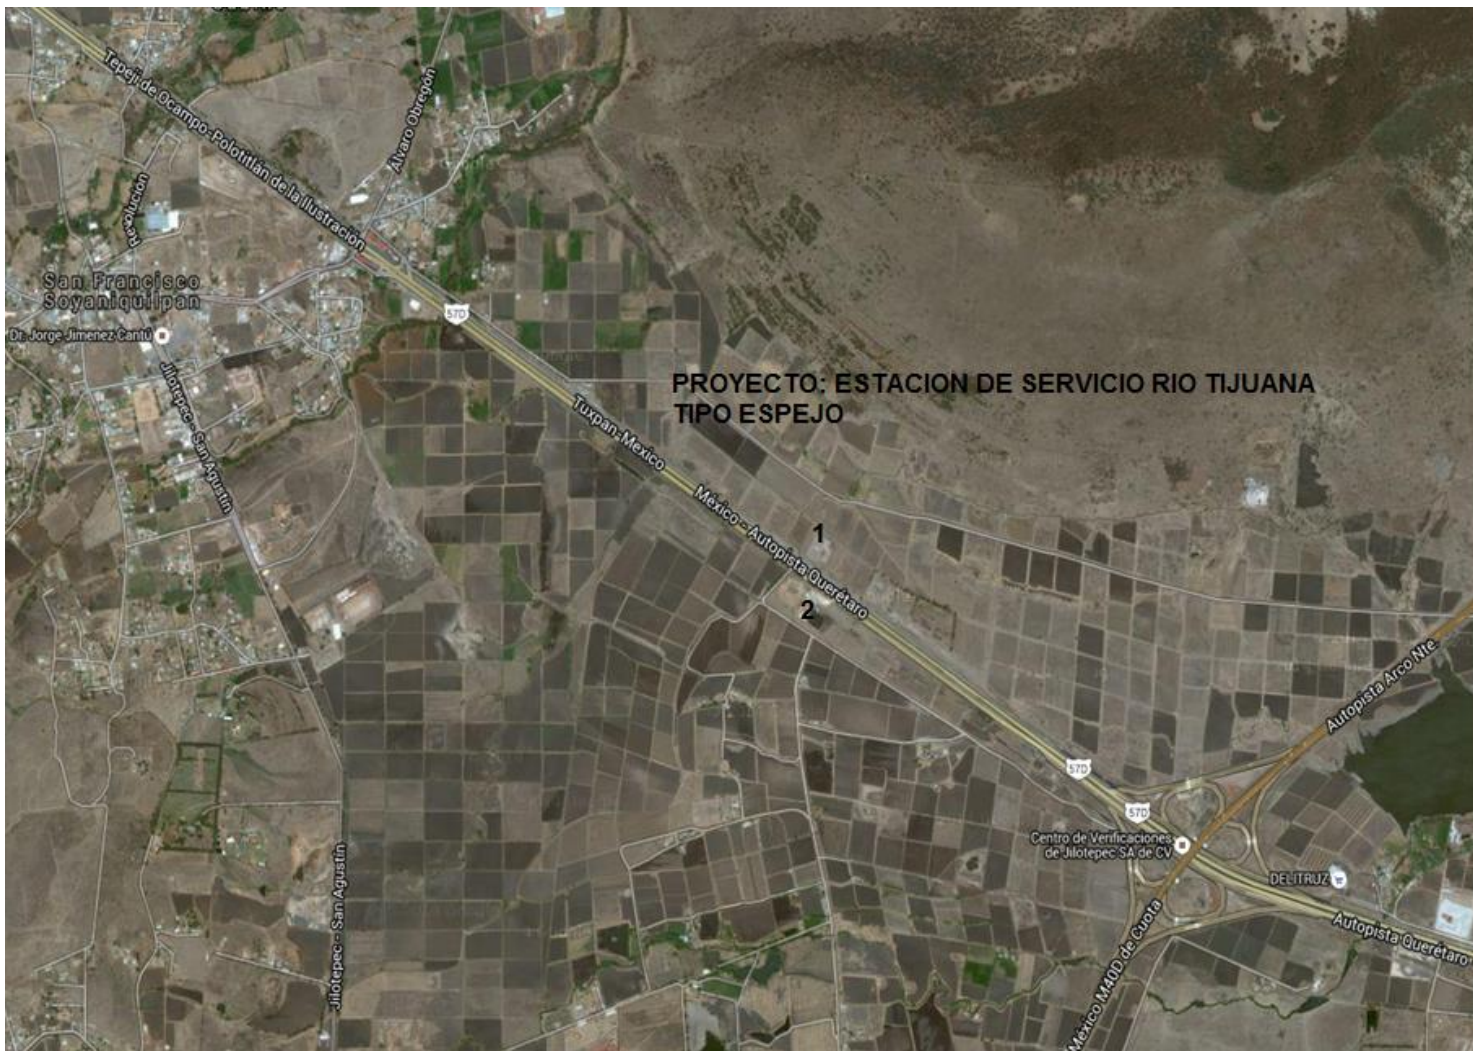 Tepeji de Ocampo-Polotitlán de la Ilustración
Álvaro Obregón
Revolución
San Francisco
Soyaniquilpan
57D
Dr. Jorge Jimenez Cantú
Jilotepec - San Agustín
PROYECTO: ESTACION DE SERVICIO RIO TIJUANA
TIPO ESPEJO
Tuxpan-Mexico
México - Autopista Querétaro
1
2
Autopista Arco Nte.
57D
57D
Centro de Verificaciones
de Jilotepec SA de CV
DELITRUZ
Jilotepec - San Agustín
México M40D de Cuota
Autopista Querétaro